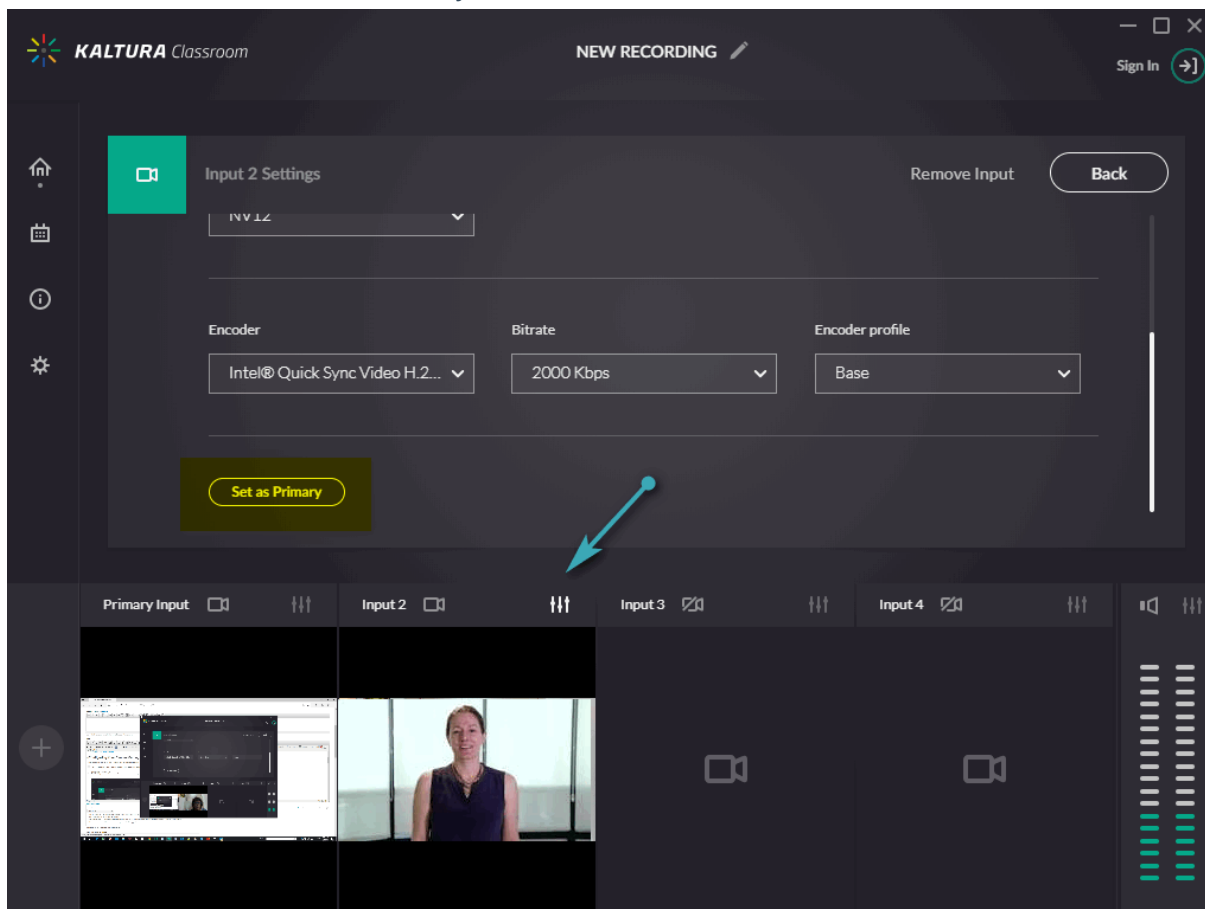 KALTURA Classroom
NEW RECORDING
Sign In
Input 2 Settings
Remove Input
Back
NV12
Encoder
Bitrate
Encoder profile
Intel® Quick Sync Video H.2...
2000 Kbps
Base
Set as Primary
Primary Input
Input 2
Input 3
Input 4